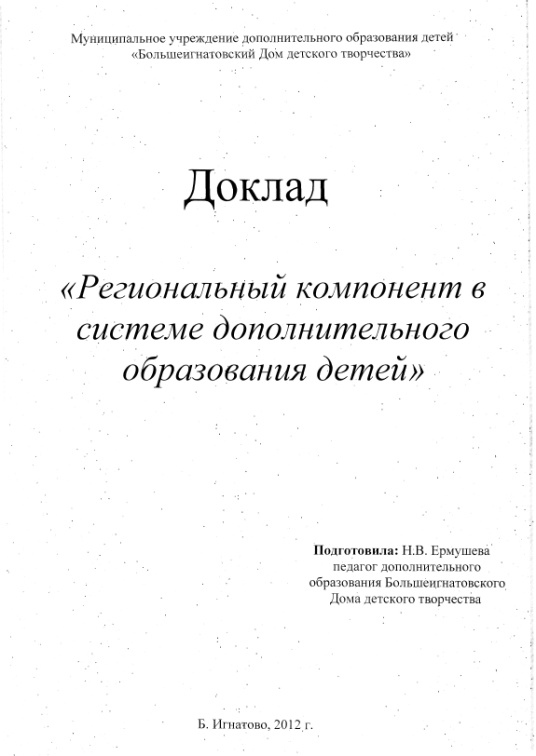 Муниципальное учреждение дополнительного образования детей
«Большеигнатовский Дом детского творчества»
Доклад
«Региональный компонент в
системе дополнительного
образования детей»
Подготовила: Н.В. Ермушева
педагог дополнительного
образования Большеигнатовского
Дома детского творчества
Б. Игнатово, 2012 г.